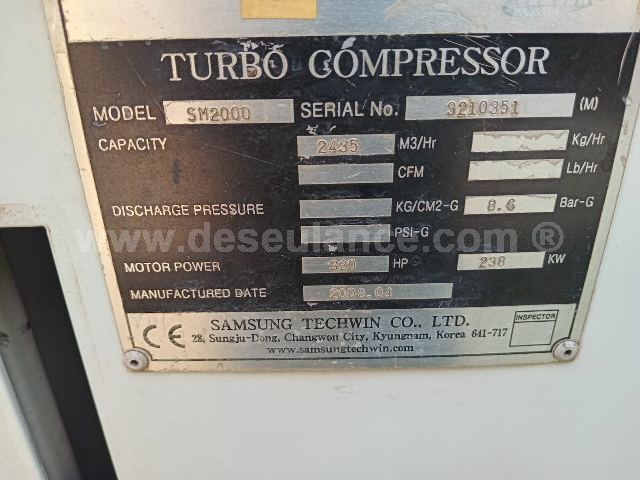 TURBO COMPRESSOR
MODEL SM2000 SERIAL No. 3210351 (M)
CAPACITY 2435 M3/Hr Kg/Hr
CFM Lb/Hr
DISCHARGE PRESSURE KG/CM2-G 8.6 Bar-G
www.deseulance.com ®
PSI-G
MOTOR POWER 320 HP 238 KW
MANUFACTURED DATE 2008.04
CE SAMSUNG TECHWIN CO., LTD. INSPECTOR
28, Sungju-Dong, Changwon City, Kyungnam, Korea 641-717
www.samsungtechwin.com